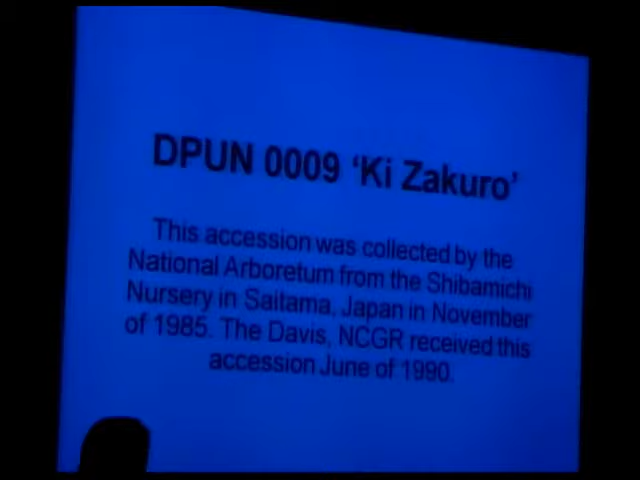 DPUN 0009 ‘Ki Zakuro’
This accession was collected by the
National Arboretum from the Shibamichi
Nursery in Saitama, Japan in November
of 1985. The Davis, NCGR received this
accession June of 1990.